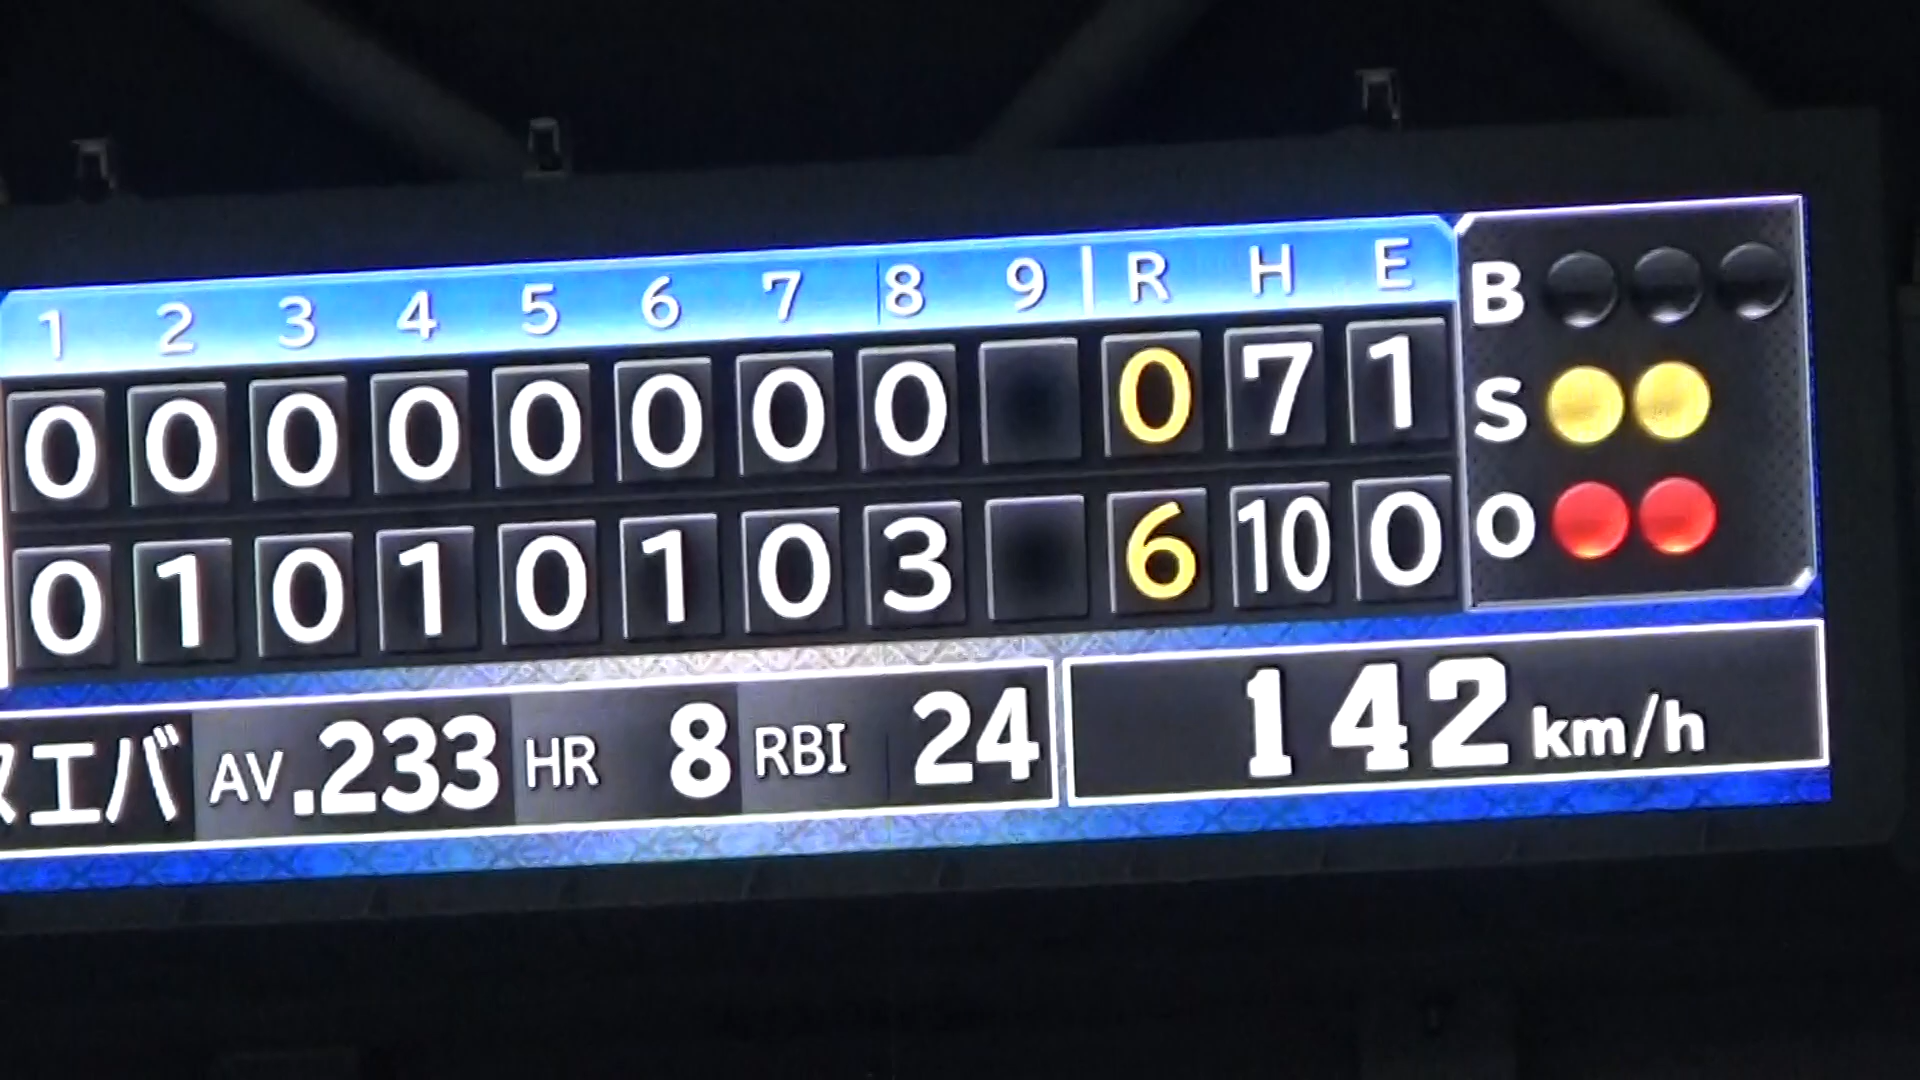 1 2 3 4 5 6 7 8 9 R H E
0 0 0 0 0 0 0 0 0 7 1
0 1 0 1 0 1 0 3 6 10 0
B
S
O
ヌエバ AV .233 HR 8 RBI 24
142 km/h